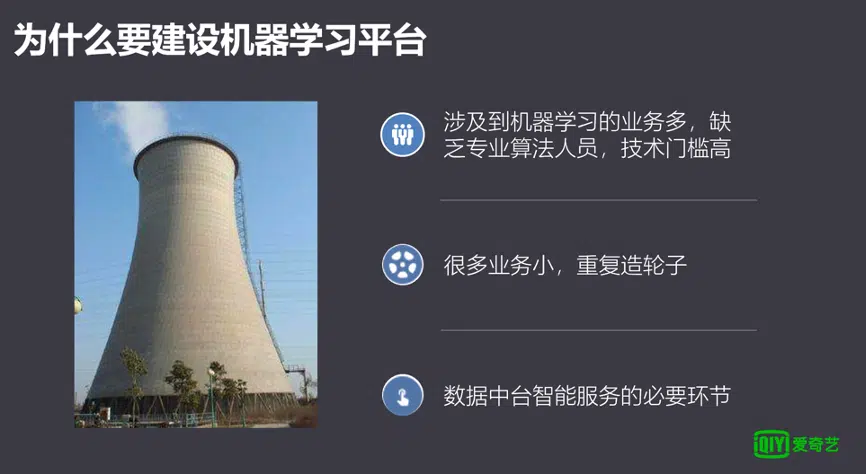 为什么要建设机器学习平台
涉及到机器学习的业务多，缺
乏专业算法人员，技术门槛高
很多业务小，重复造轮子
数据中台智能服务的必要环节
iQIYI 爱奇艺